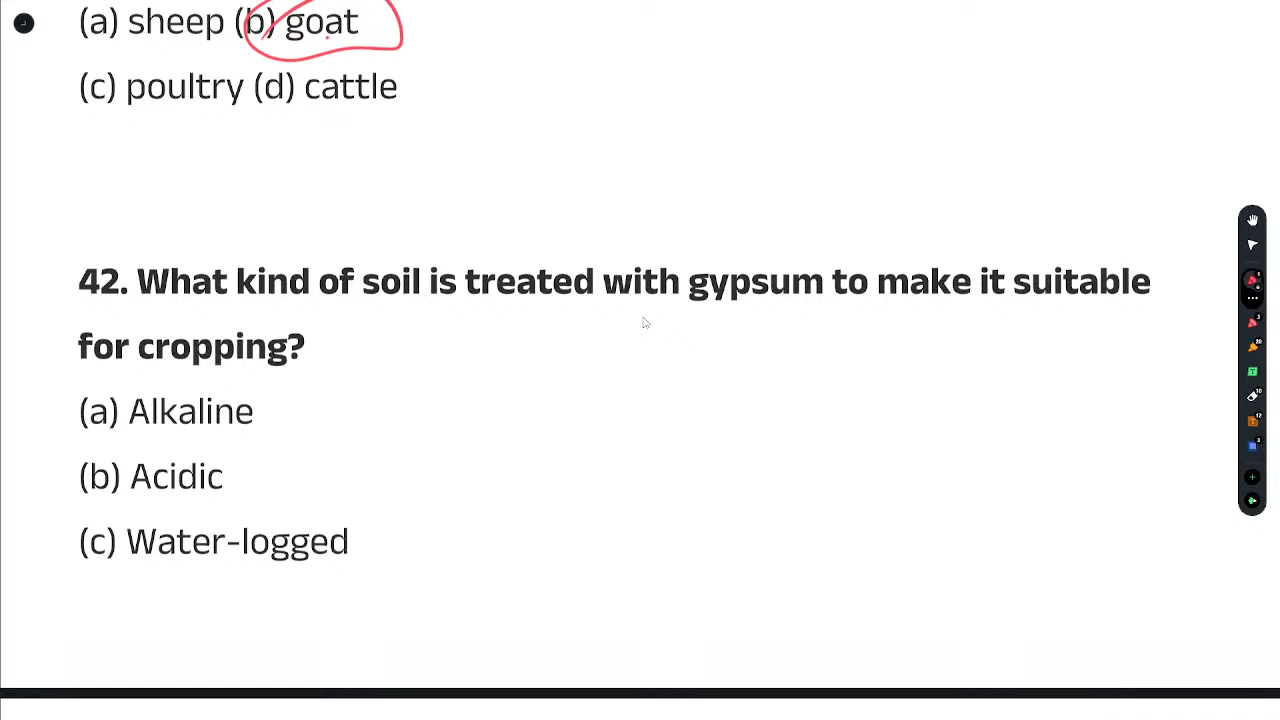 (a) sheep (b) goat
(c) poultry (d) cattle
42. What kind of soil is treated with gypsum to make it suitable
for cropping?
(a) Alkaline
(b) Acidic
(c) Water-logged